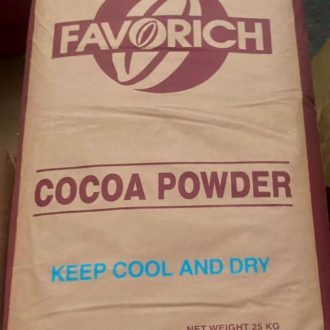 FAVORICH
COCOA POWDER
KEEP COOL AND DRY
NET WEIGHT 25 KG